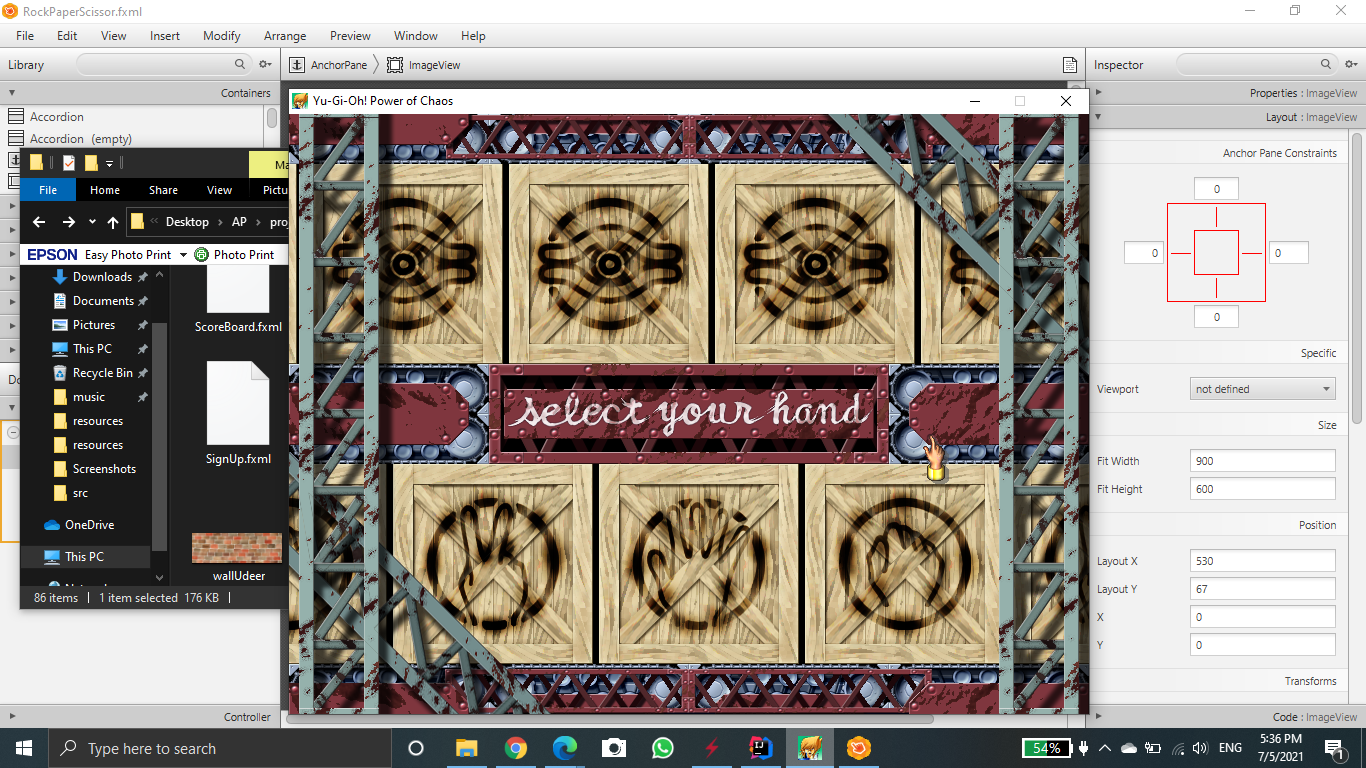 RockPaperScissor.fxml
File Edit View Insert Modify Arrange Preview Window Help
Library
AnchorPane ImageView
Inspector
Containers
Accordion
Accordion (empty)
Yu-Gi-Oh! Power of Chaos
Properties : ImageView
Layout : ImageView
Anchor Pane Constraints
0
0 0
0
Specific
Viewport not defined
Size
Fit Width 900
Fit Height 600
Position
Layout X 530
Layout Y 67
X 0
Y 0
Transforms
Code : ImageView
File Home Share View
Desktop AP
EPSON Easy Photo Print Photo Print
Downloads
Documents
Pictures
This PC
Recycle Bin
music
resources
resources
Screenshots
src
OneDrive
This PC
ScoreBoard.fxml
SignUp.fxml
wallUdeer
86 items 1 item selected 176 KB
Controller
select your hand
Type here to search
54%
ENG
5:36 PM
7/5/2021
1